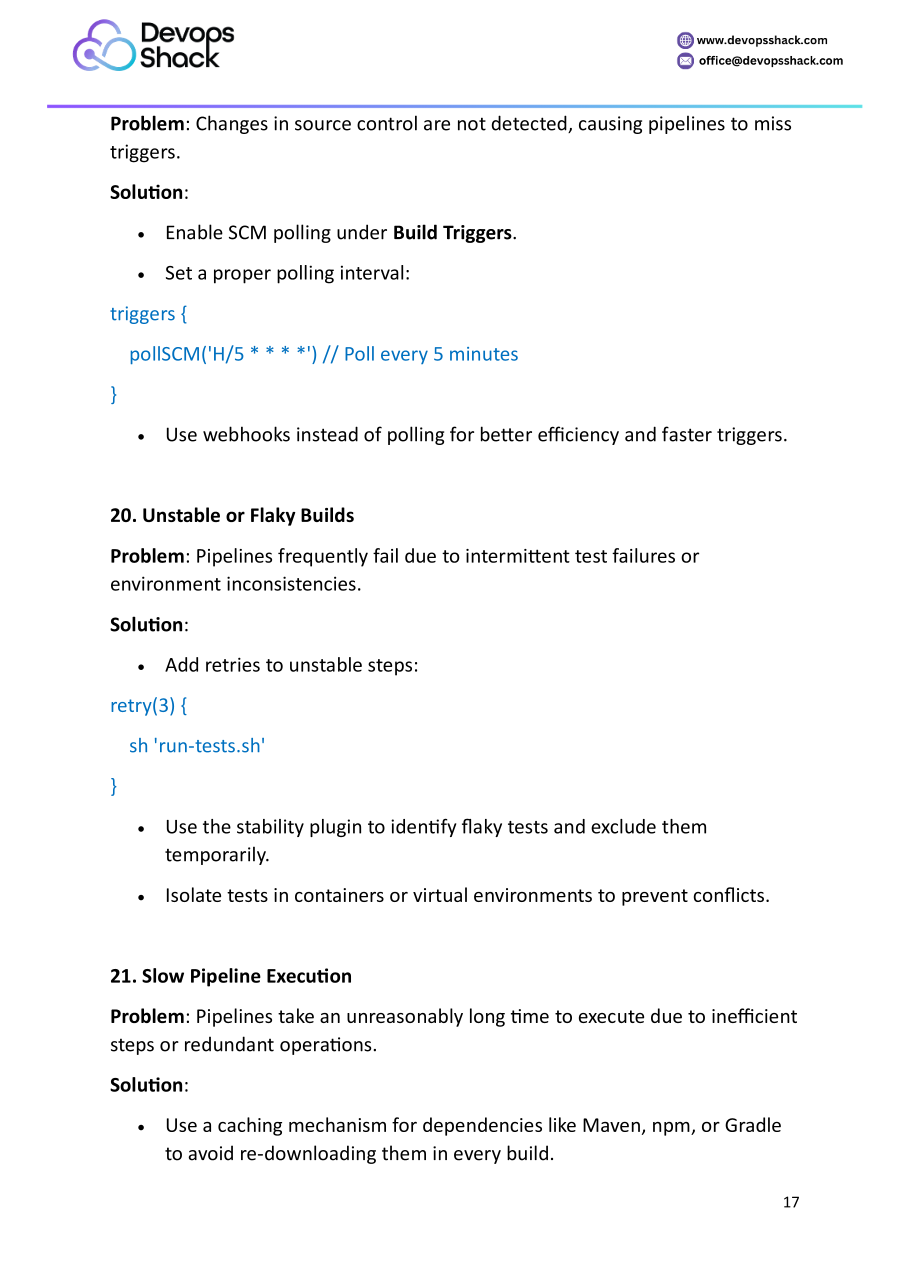 Devops
Shack
www.devopsshack.com
office@devopsshack.com
Problem: Changes in source control are not detected, causing pipelines to miss
triggers.
Solution:
• Enable SCM polling under Build Triggers.
• Set a proper polling interval:
triggers {
pollSCM('H/5 * * * *') // Poll every 5 minutes
}
• Use webhooks instead of polling for better efficiency and faster triggers.
20. Unstable or Flaky Builds
Problem: Pipelines frequently fail due to intermittent test failures or
environment inconsistencies.
Solution:
• Add retries to unstable steps:
retry(3) {
sh 'run-tests.sh'
}
• Use the stability plugin to identify flaky tests and exclude them
temporarily.
• Isolate tests in containers or virtual environments to prevent conflicts.
21. Slow Pipeline Execution
Problem: Pipelines take an unreasonably long time to execute due to inefficient
steps or redundant operations.
Solution:
• Use a caching mechanism for dependencies like Maven, npm, or Gradle
to avoid re-downloading them in every build.
17